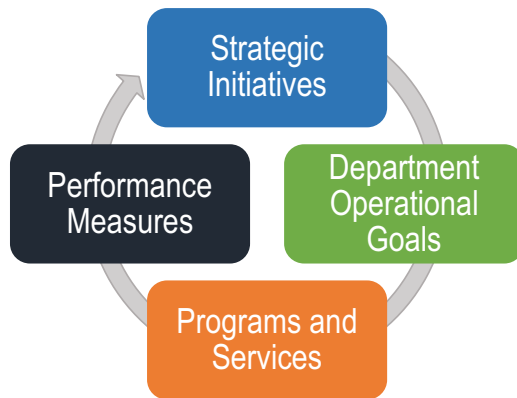 Strategic
Initiatives
Department
Operational
Goals
Programs and
Services
Performance
Measures